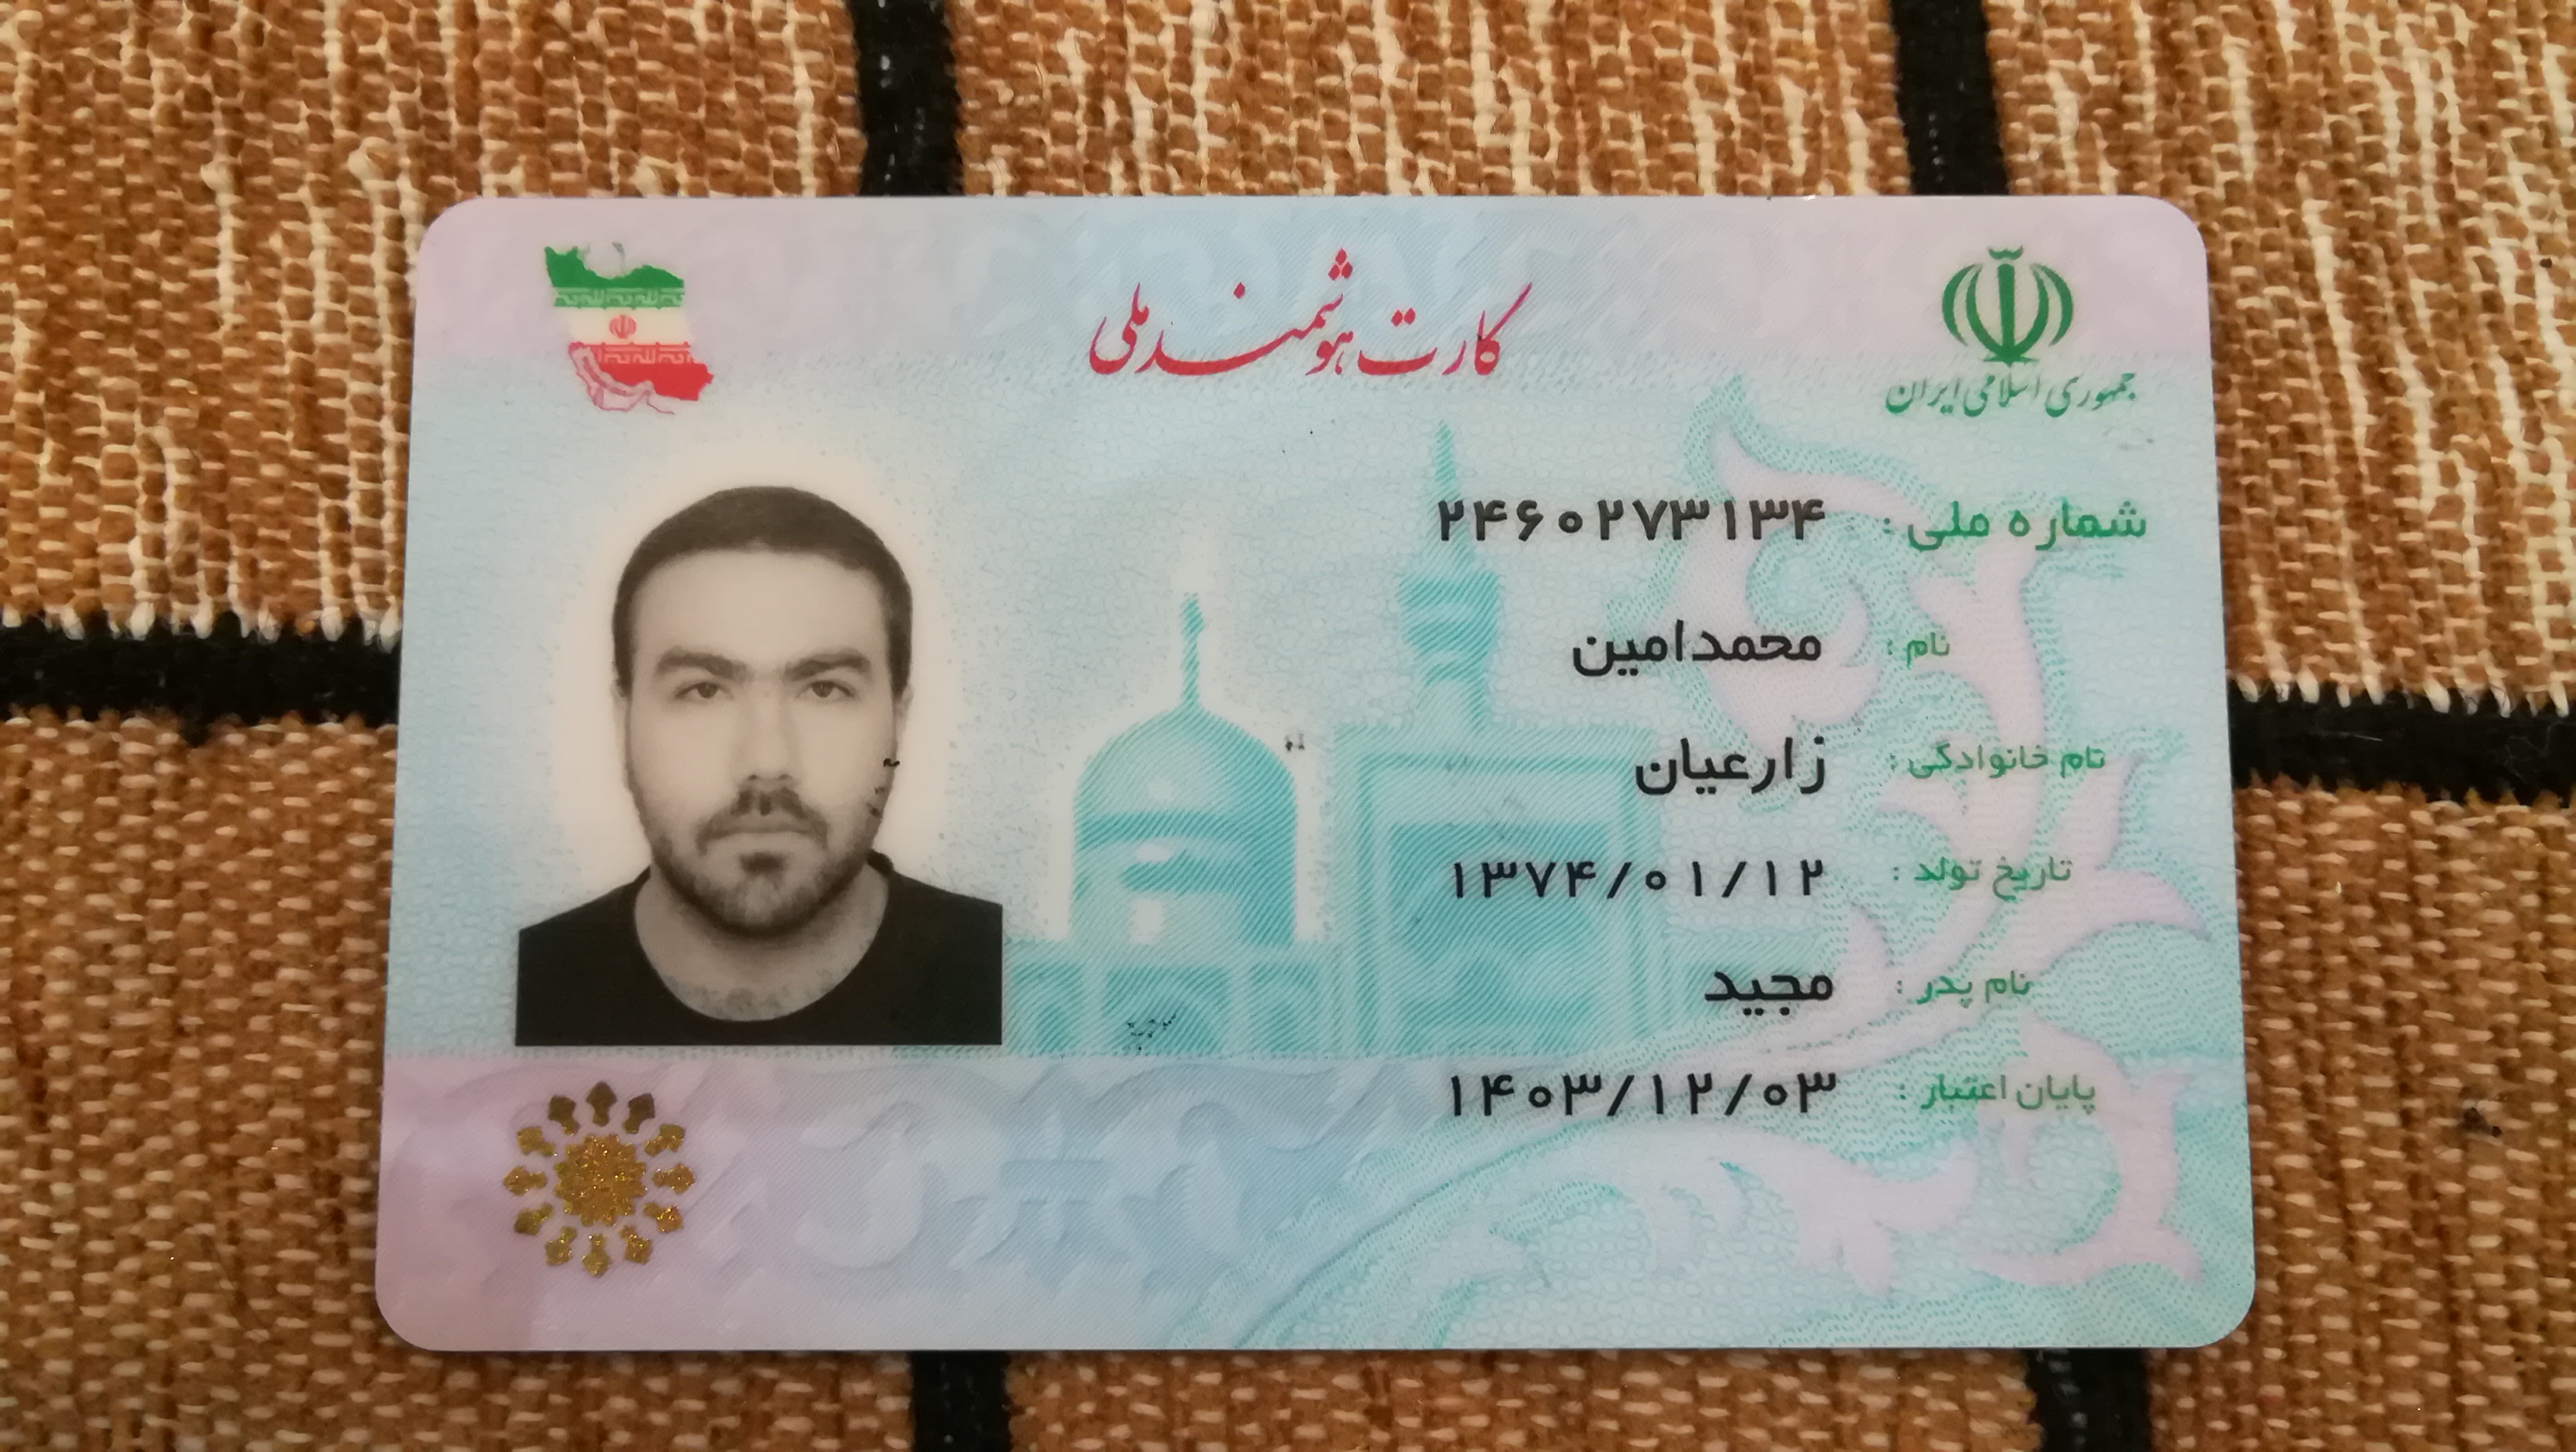 کارت هوشمند ملی
جمهوری اسلامی ایران
شماره ملی : ۲۴۶۰۲۷۳۱۳۴
نام : محمدامین
نام خانوادگی : زارعیان
تاریخ تولد : ۱۳۷۴/۰۱/۱۲
نام پدر : مجید
پایان اعتبار : ۱۴۰۳/۱۲/۰۳